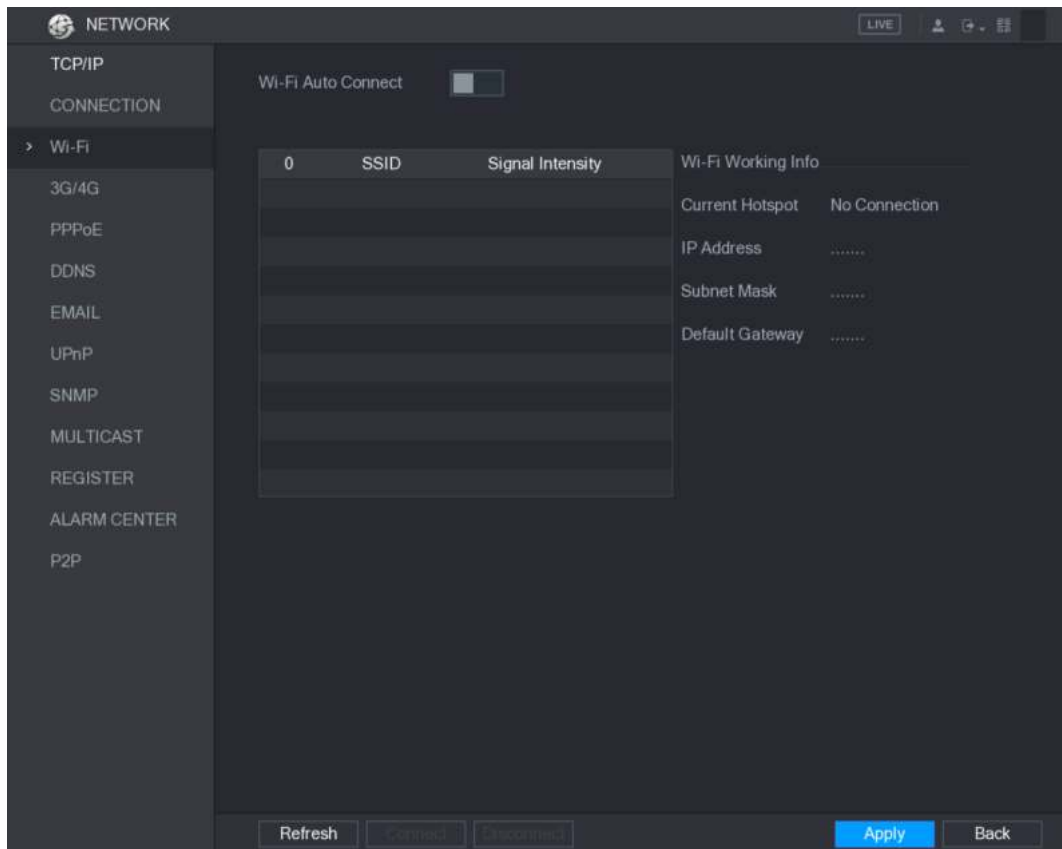 NETWORK
LIVE
TCP/IP
CONNECTION
Wi-Fi
3G/4G
PPPoE
DDNS
EMAIL
UPnP
SNMP
MULTICAST
REGISTER
ALARM CENTER
P2P
Wi-Fi Auto Connect
0 SSID Signal Intensity
Wi-Fi Working Info
Current Hotspot No Connection
IP Address .......
Subnet Mask .......
Default Gateway .......
Refresh Connect Disconnect Apply Back